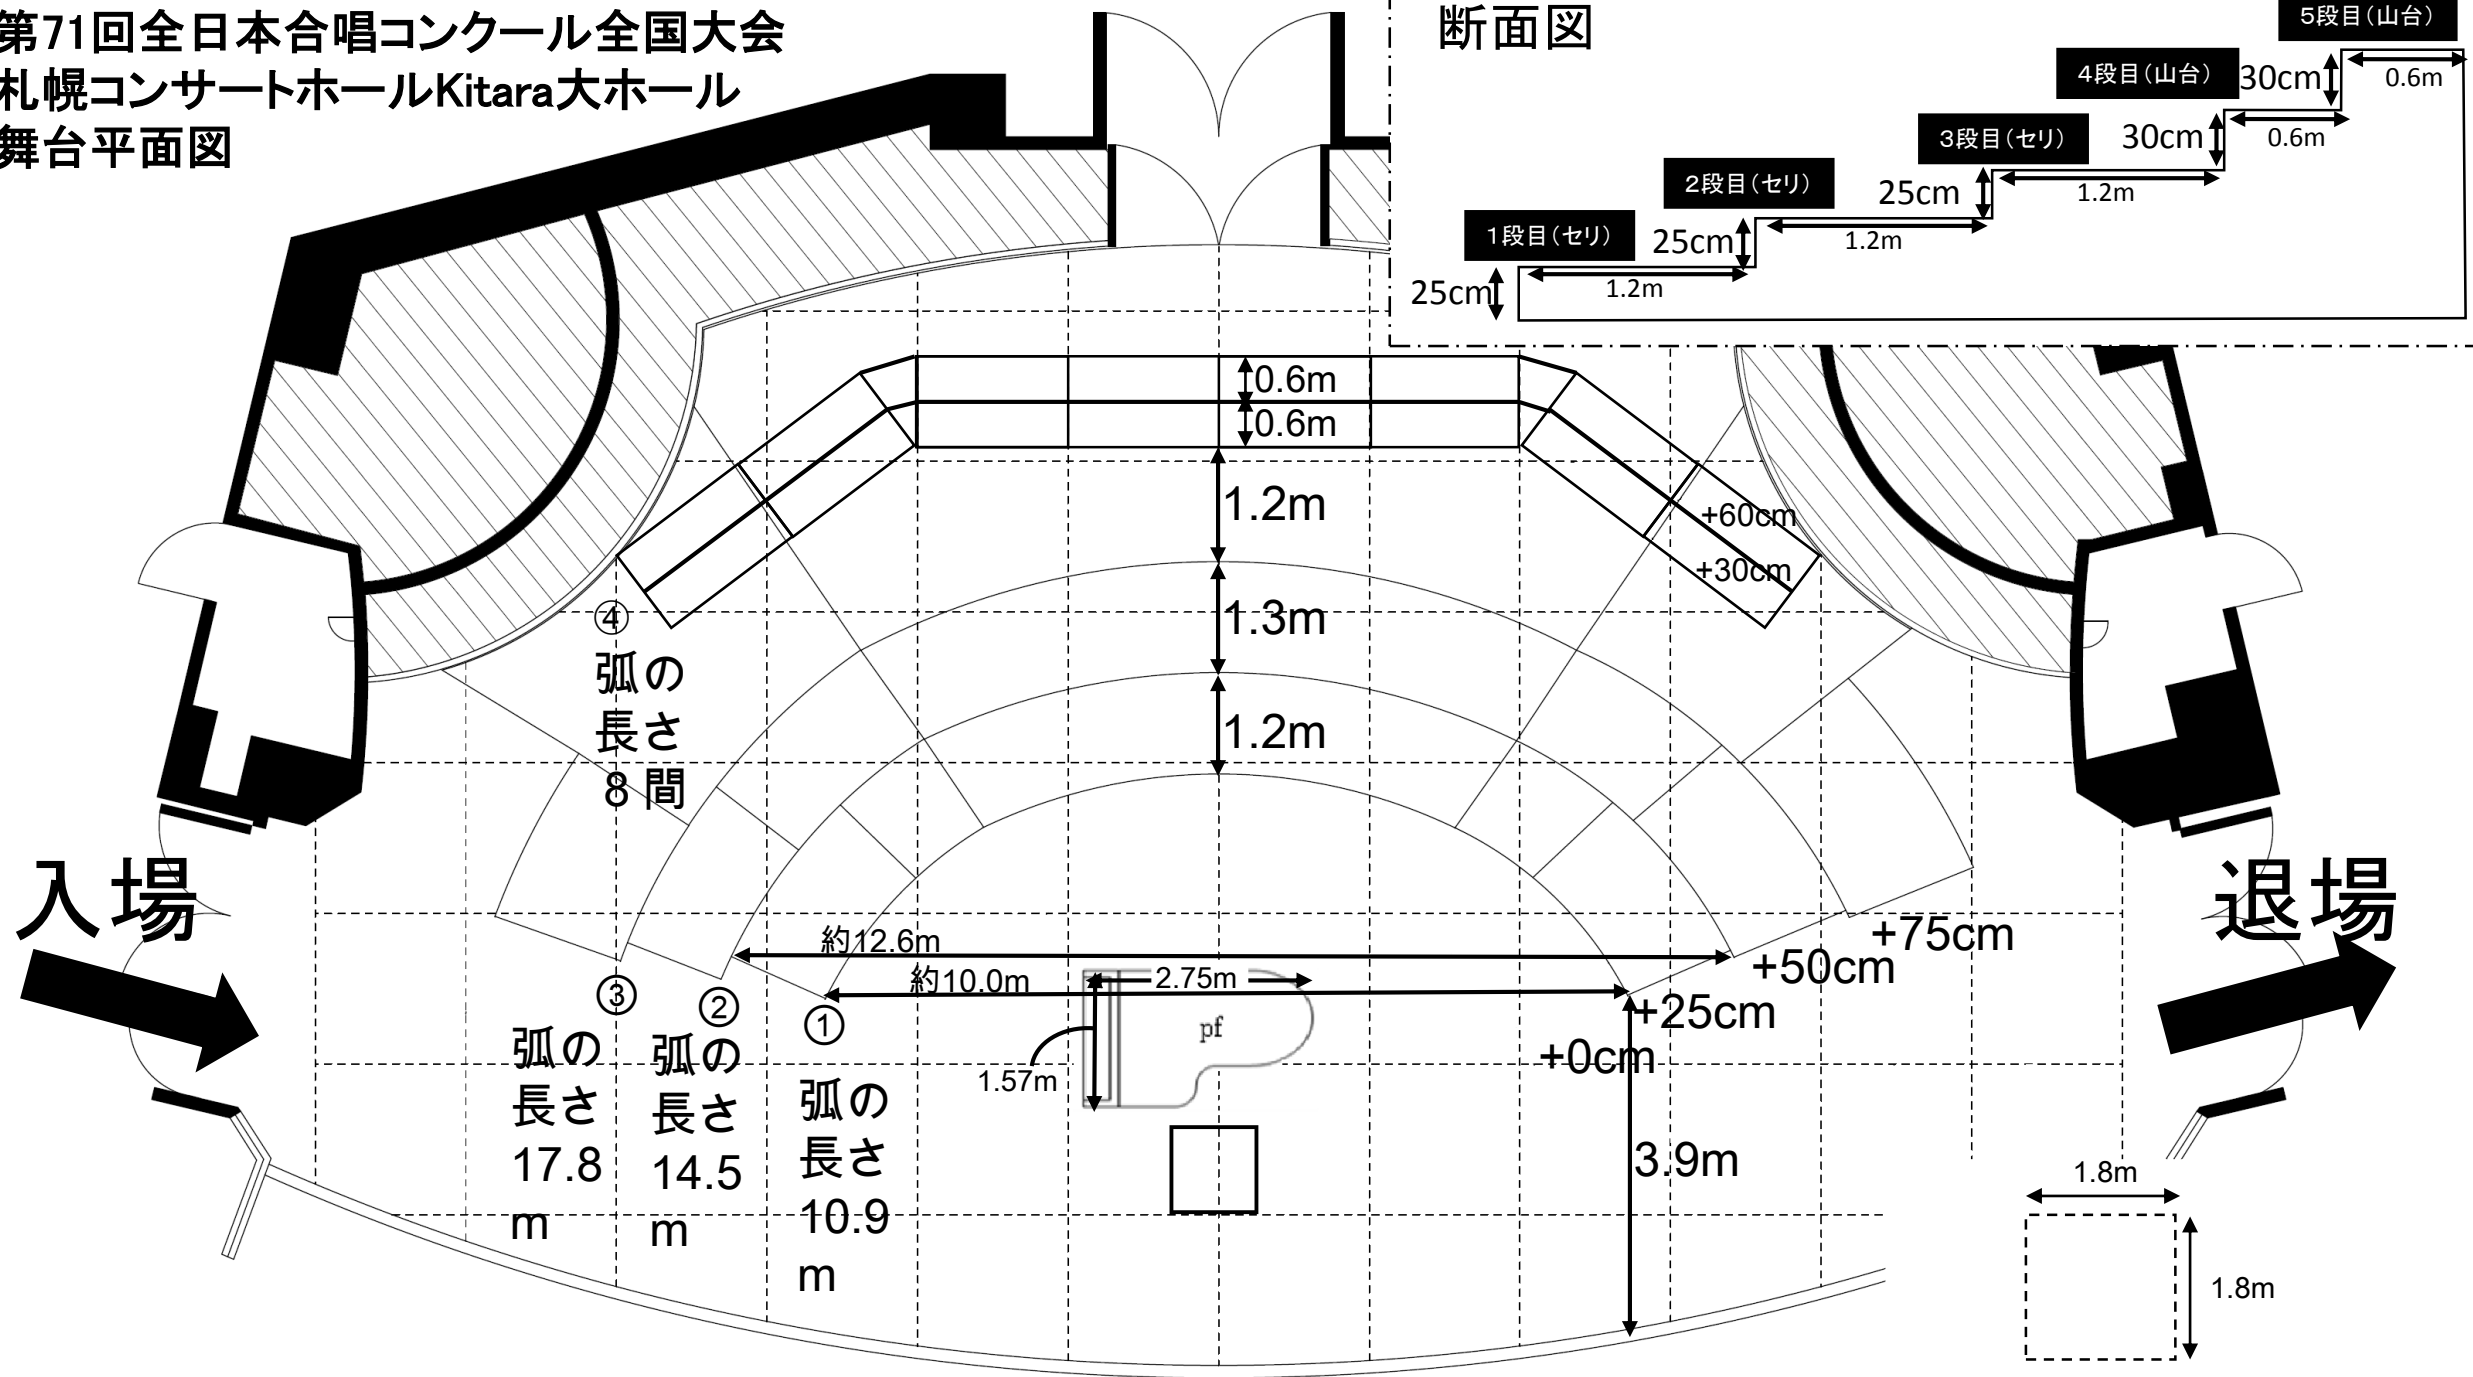 第71回全日本合唱コンクール全国大会
札幌コンサートホールKitara大ホール
舞台平面図
断面図
5段目(山台)
0.6m
4段目(山台)
30cm
0.6m
3段目(セリ)
30cm
1.2m
2段目(セリ)
25cm
1.2m
1段目(セリ)
25cm
1.2m
25cm
0.6m
0.6m
1.2m
+60cm
+30cm
1.3m
1.2m
④
弧の
長さ
8間
入場
退場
約12.6m
約10.0m
2.75m
pf
1.57m
+75cm
+50cm
+25cm
+0cm
3.9m
③
弧の
長さ
17.8
m
②
弧の
長さ
14.5
m
①
弧の
長さ
10.9
m
1.8m
1.8m